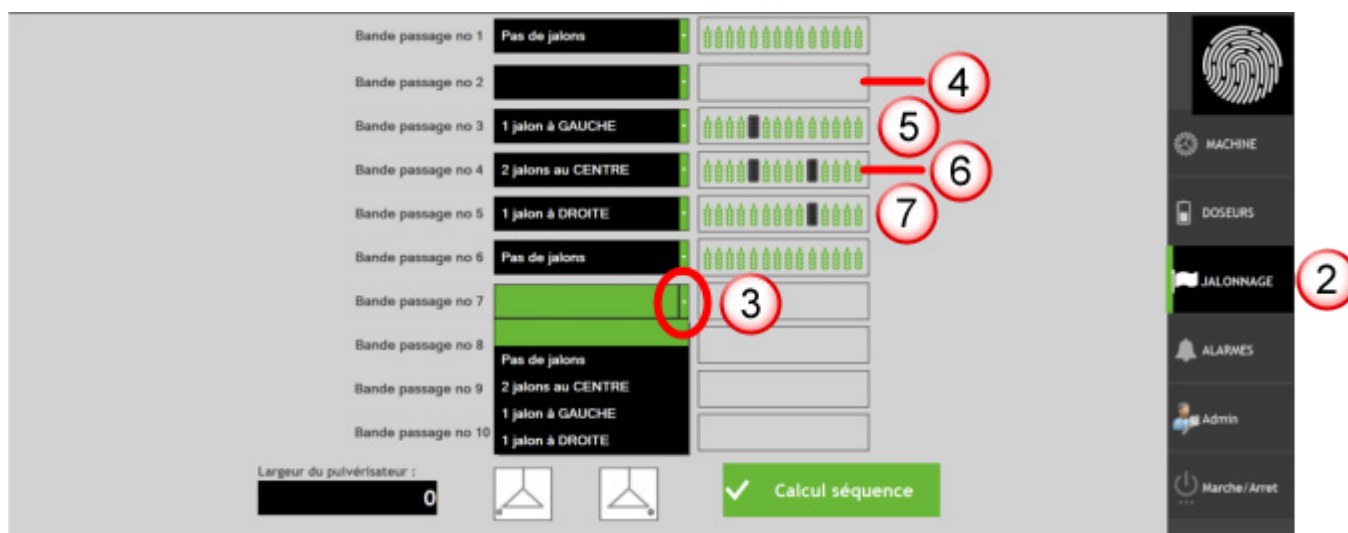 Bande passage no 1 Pas de jalons
Bande passage no 2 4
Bande passage no 3 1 jalon à GAUCHE 5
Bande passage no 4 2 jalons au CENTRE 6
Bande passage no 5 1 jalon à DROITE 7
Bande passage no 6 Pas de jalons
Bande passage no 7 3
Bande passage no 8
Pas de jalons
Bande passage no 9 2 jalons au CENTRE
1 jalon à GAUCHE
Bande passage no 10 1 jalon à DROITE
Largeur du pulvérisateur :
0
Calcul séquence
MACHINE
DOSEURS
JALONNAGE 2
ALARMES
Admin
Marche/Arret